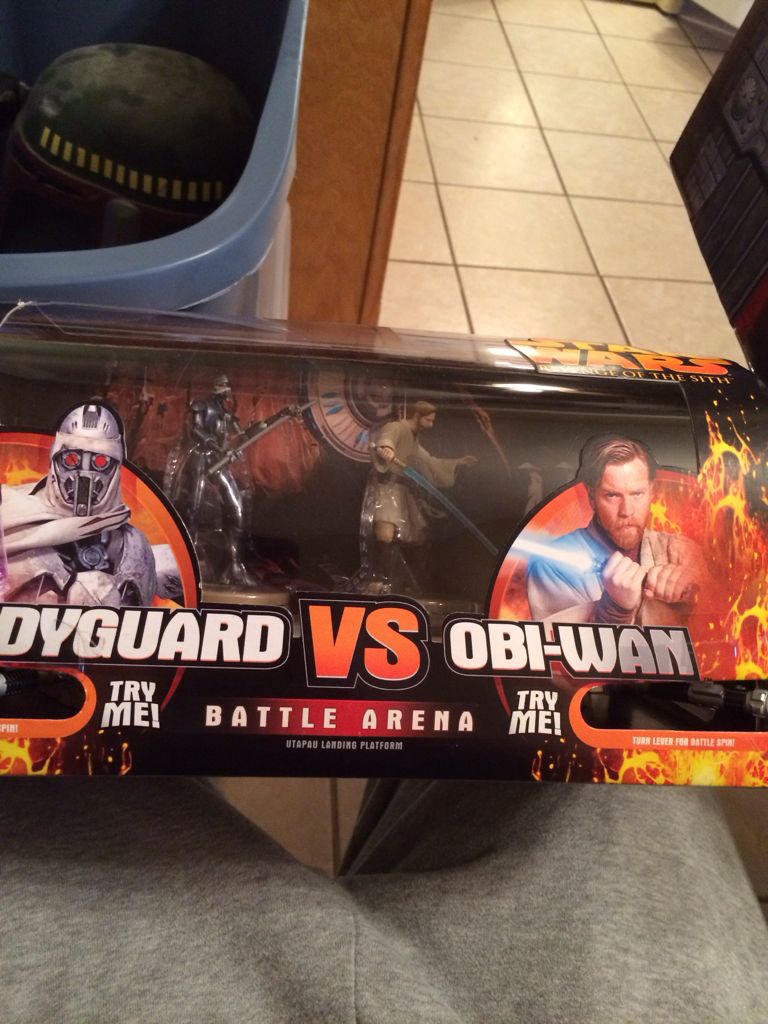 STAR WARS
REVENGE OF THE SITH
DYGUARD VS OBI-WAN
TRY ME!
BATTLE ARENA
TRY ME!
UTAPAU LANDING PLATFORM
SPIN!
TURN LEVER FOR BATTLE SPIN!